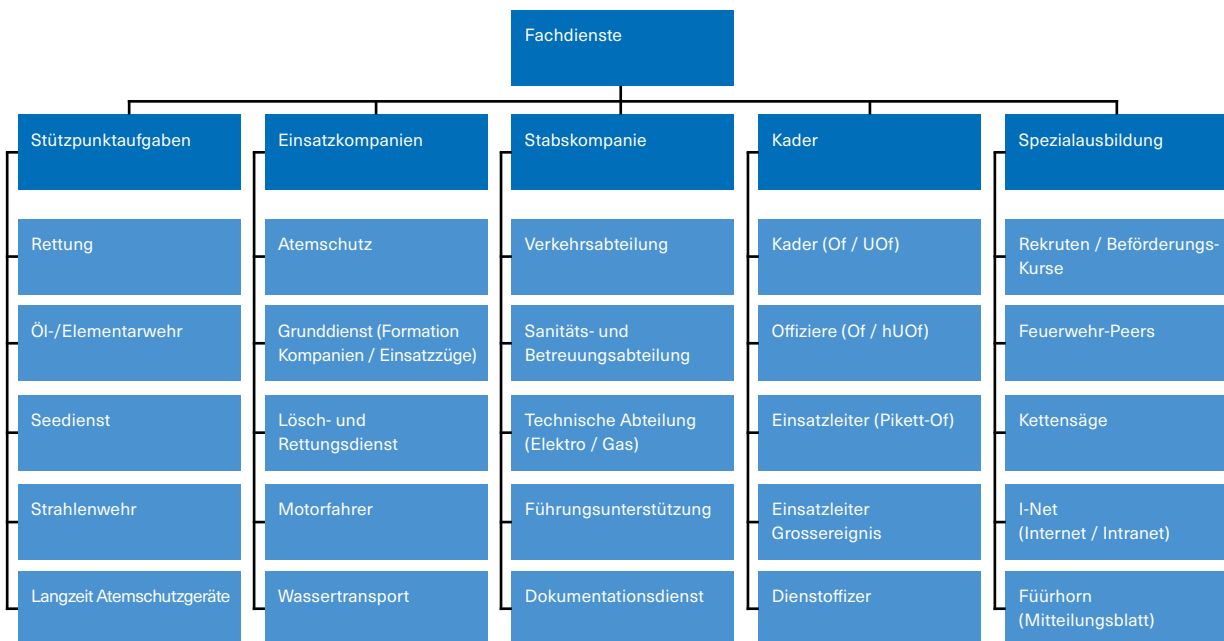 Fachdienste
Stützpunktaufgaben
Rettung
Öl-/Elementarwehr
Seedienst
Strahlenwehr
Langzeit Atemschutzgeräte
Einsatzkompanien
Atemschutz
Grunddienst (Formation
Kompanien / Einsatzzüge)
Lösch- und
Rettungsdienst
Motorfahrer
Wassertransport
Stabskompanie
Verkehrsabteilung
Sanitäts- und
Betreuungsabteilung
Technische Abteilung
(Elektro / Gas)
Führungsunterstützung
Dokumentationsdienst
Kader
Kader (Of / UOf)
Offiziere (Of / hUOf)
Einsatzleiter (Pikett-Of)
Einsatzleiter
Grossereignis
Dienstoffizer
Spezialausbildung
Rekruten / Beförderungs-
Kurse
Feuerwehr-Peers
Kettensäge
I-Net
(Internet / Intranet)
Füürhorn
(Mitteilungsblatt)